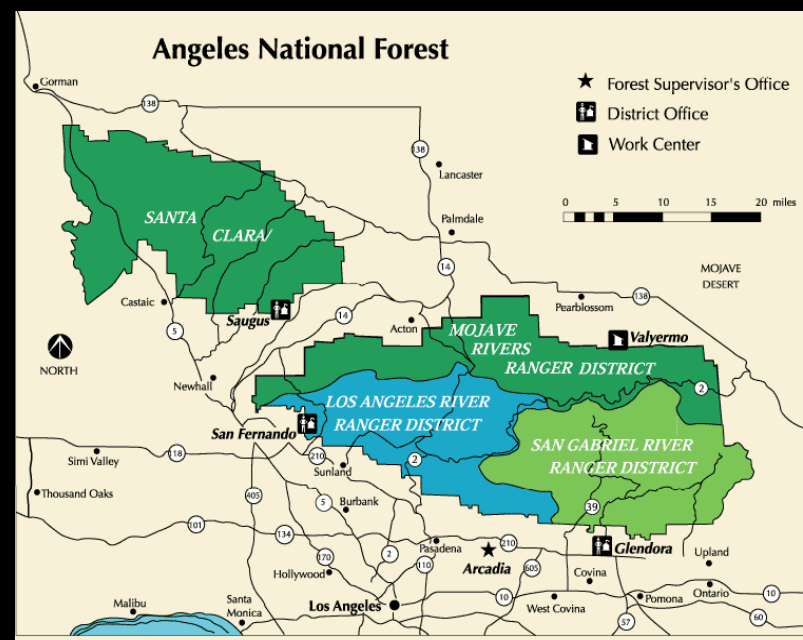 Angeles National Forest
Forest Supervisor's Office
District Office
Work Center
0 5 10 15 20 miles
Gorman
138
138
Lancaster
Palmdale
SANTA
CLARA/
14
MOJAVE
DESERT
138
Pearblossom
Castaic
Saugus
14
Acton
5
MOJAVE
RIVERS
RANGER DISTRICT
Valyermo
NORTH
Newhall
2
LOS ANGELES RIVER
RANGER DISTRICT
San Fernando
SAN GABRIEL RIVER
RANGER DISTRICT
Simi Valley
18
210
Sunland
2
Thousand Oaks
405
5
Burbank
39
101
134
2
Pasadena
210
Arcadia
Glendora
Upland
170
Hollywood
110
605
Covina
Malibu
Santa
Monica
Los Angeles
10
West Covina
Pomona
Ontario
10
57
60